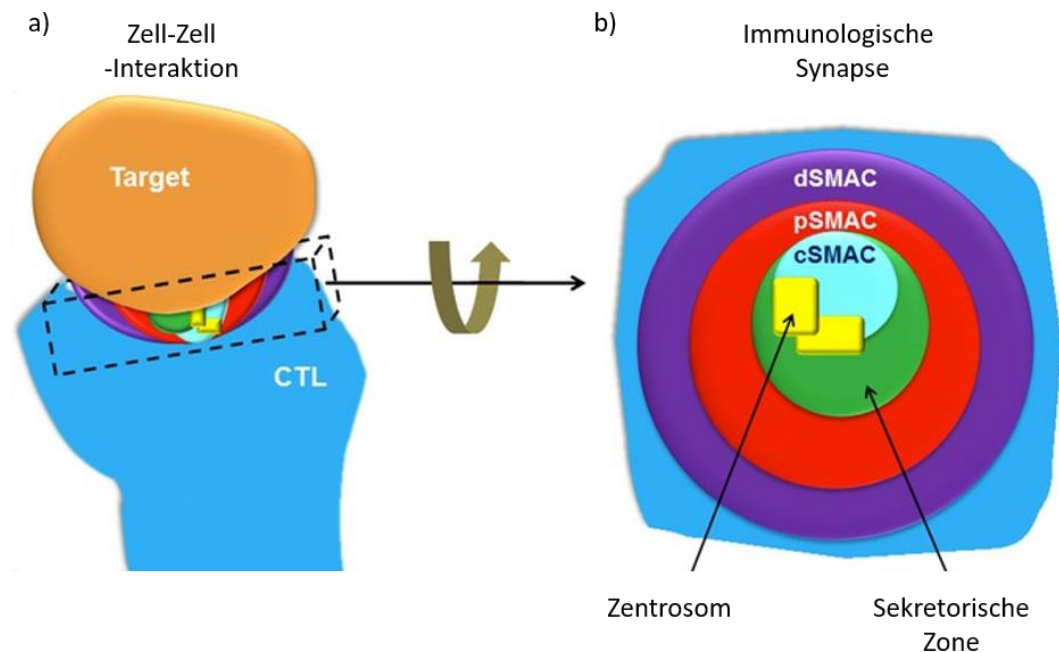 a)
Zell-Zell
-Interaktion
Target
CTL
b)
Immunologische
Synapse
dSMAC
pSMAC
cSMAC
Zentrosom
Sekretorische
Zone